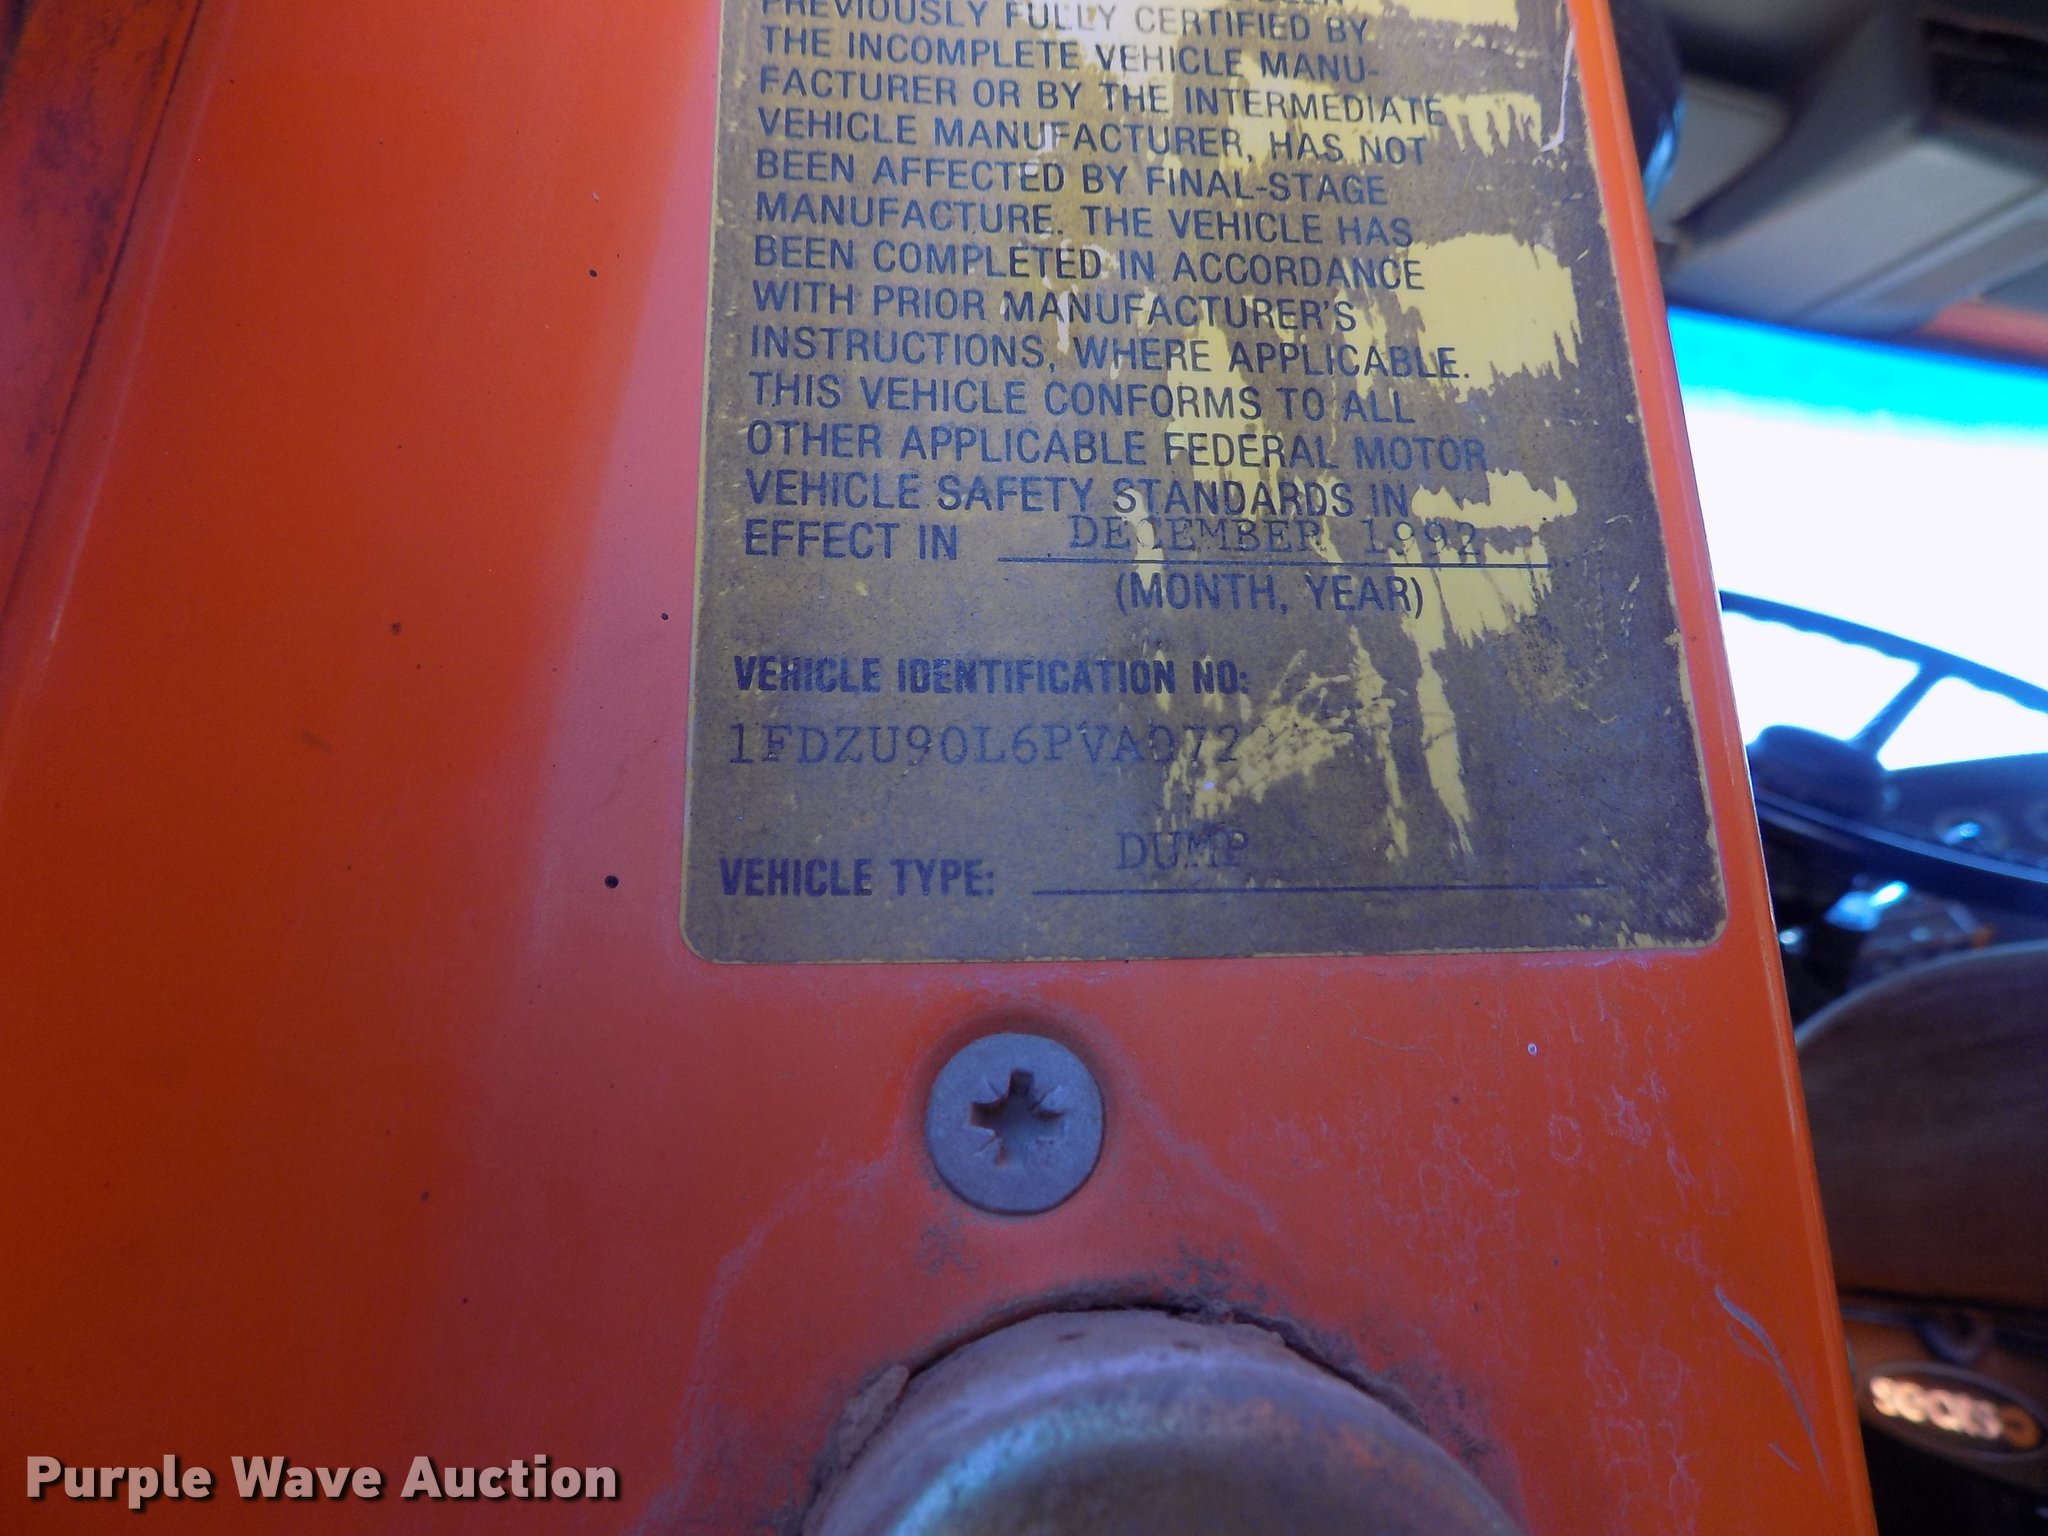 PREVIOUSLY FULLY CERTIFIED BY
THE INCOMPLETE VEHICLE MANU-
FACTURER OR BY THE INTERMEDIATE
VEHICLE MANUFACTURER, HAS NOT
BEEN AFFECTED BY FINAL-STAGE
MANUFACTURE. THE VEHICLE HAS
BEEN COMPLETED IN ACCORDANCE
WITH PRIOR MANUFACTURER'S
INSTRUCTIONS, WHERE APPLICABLE.
THIS VEHICLE CONFORMS TO ALL
OTHER APPLICABLE FEDERAL MOTOR
VEHICLE SAFETY STANDARDS IN
EFFECT IN DECEMBER 1992
(MONTH, YEAR)
VEHICLE IDENTIFICATION NO:
1FDZU90L6PVA072
VEHICLE TYPE: DUMP
Purple Wave Auction